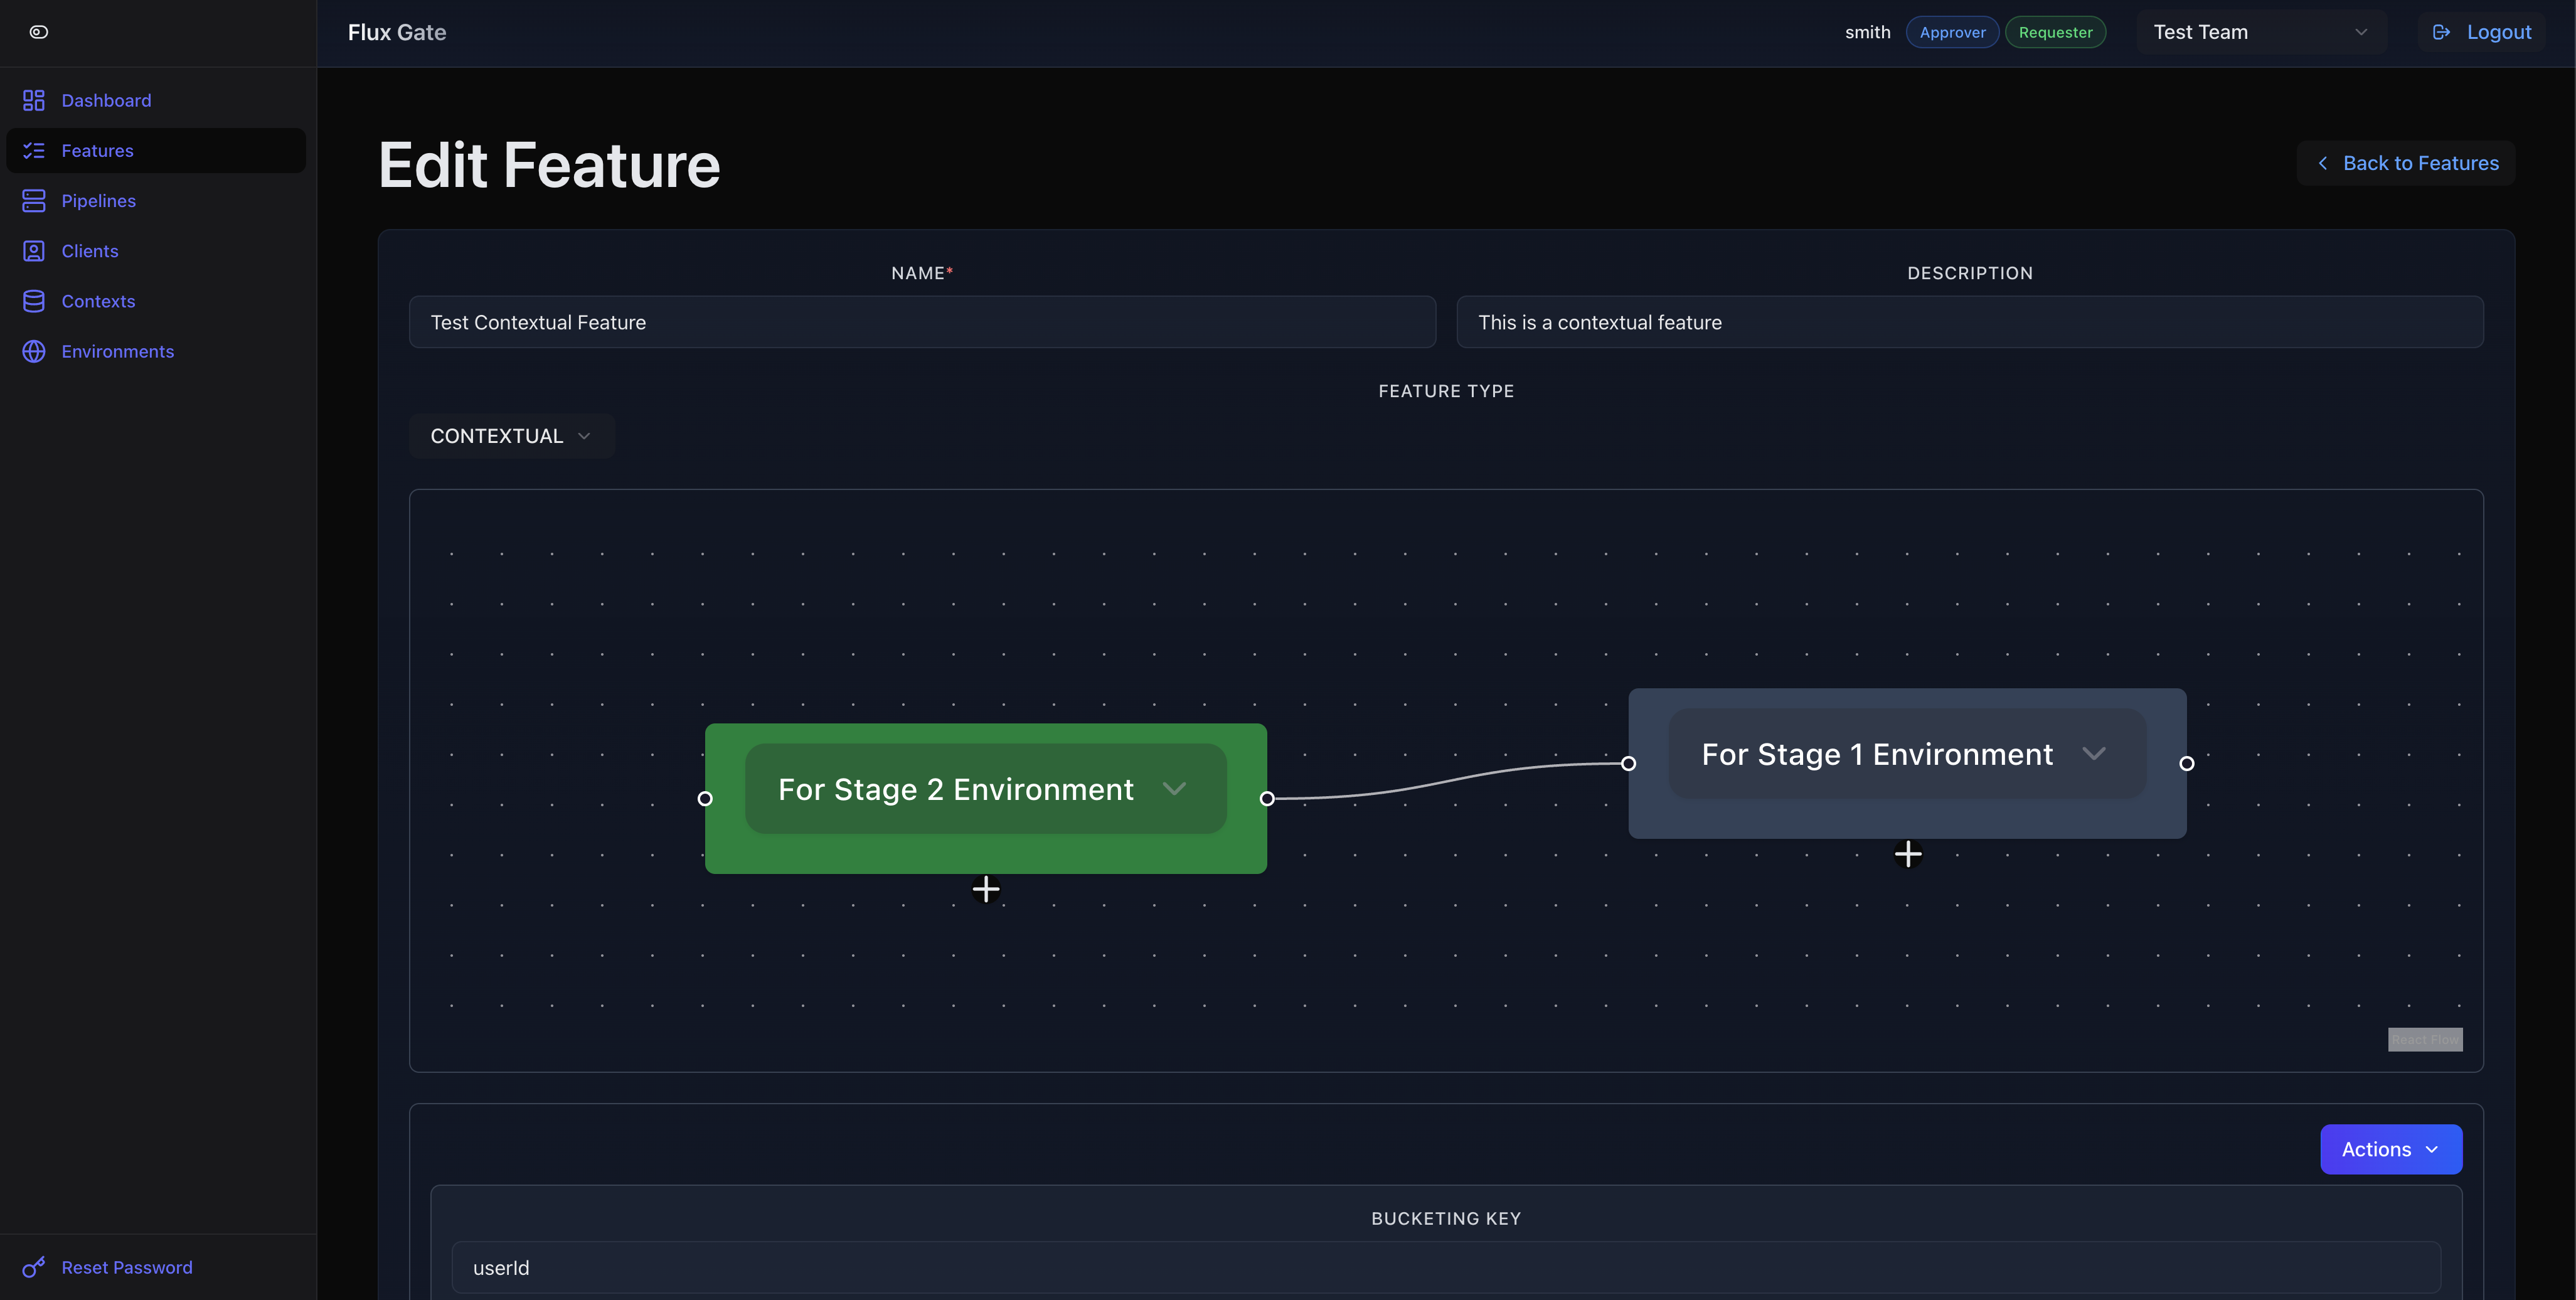 Flux Gate
smith
Approver
Requester
Test Team
Logout
Dashboard
Features
Pipelines
Clients
Contexts
Environments
Reset Password
Edit Feature
Back to Features
NAME*
DESCRIPTION
Test Contextual Feature
This is a contextual feature
FEATURE TYPE
CONTEXTUAL
For Stage 2 Environment
For Stage 1 Environment
React Flow
Actions
BUCKETING KEY
userId